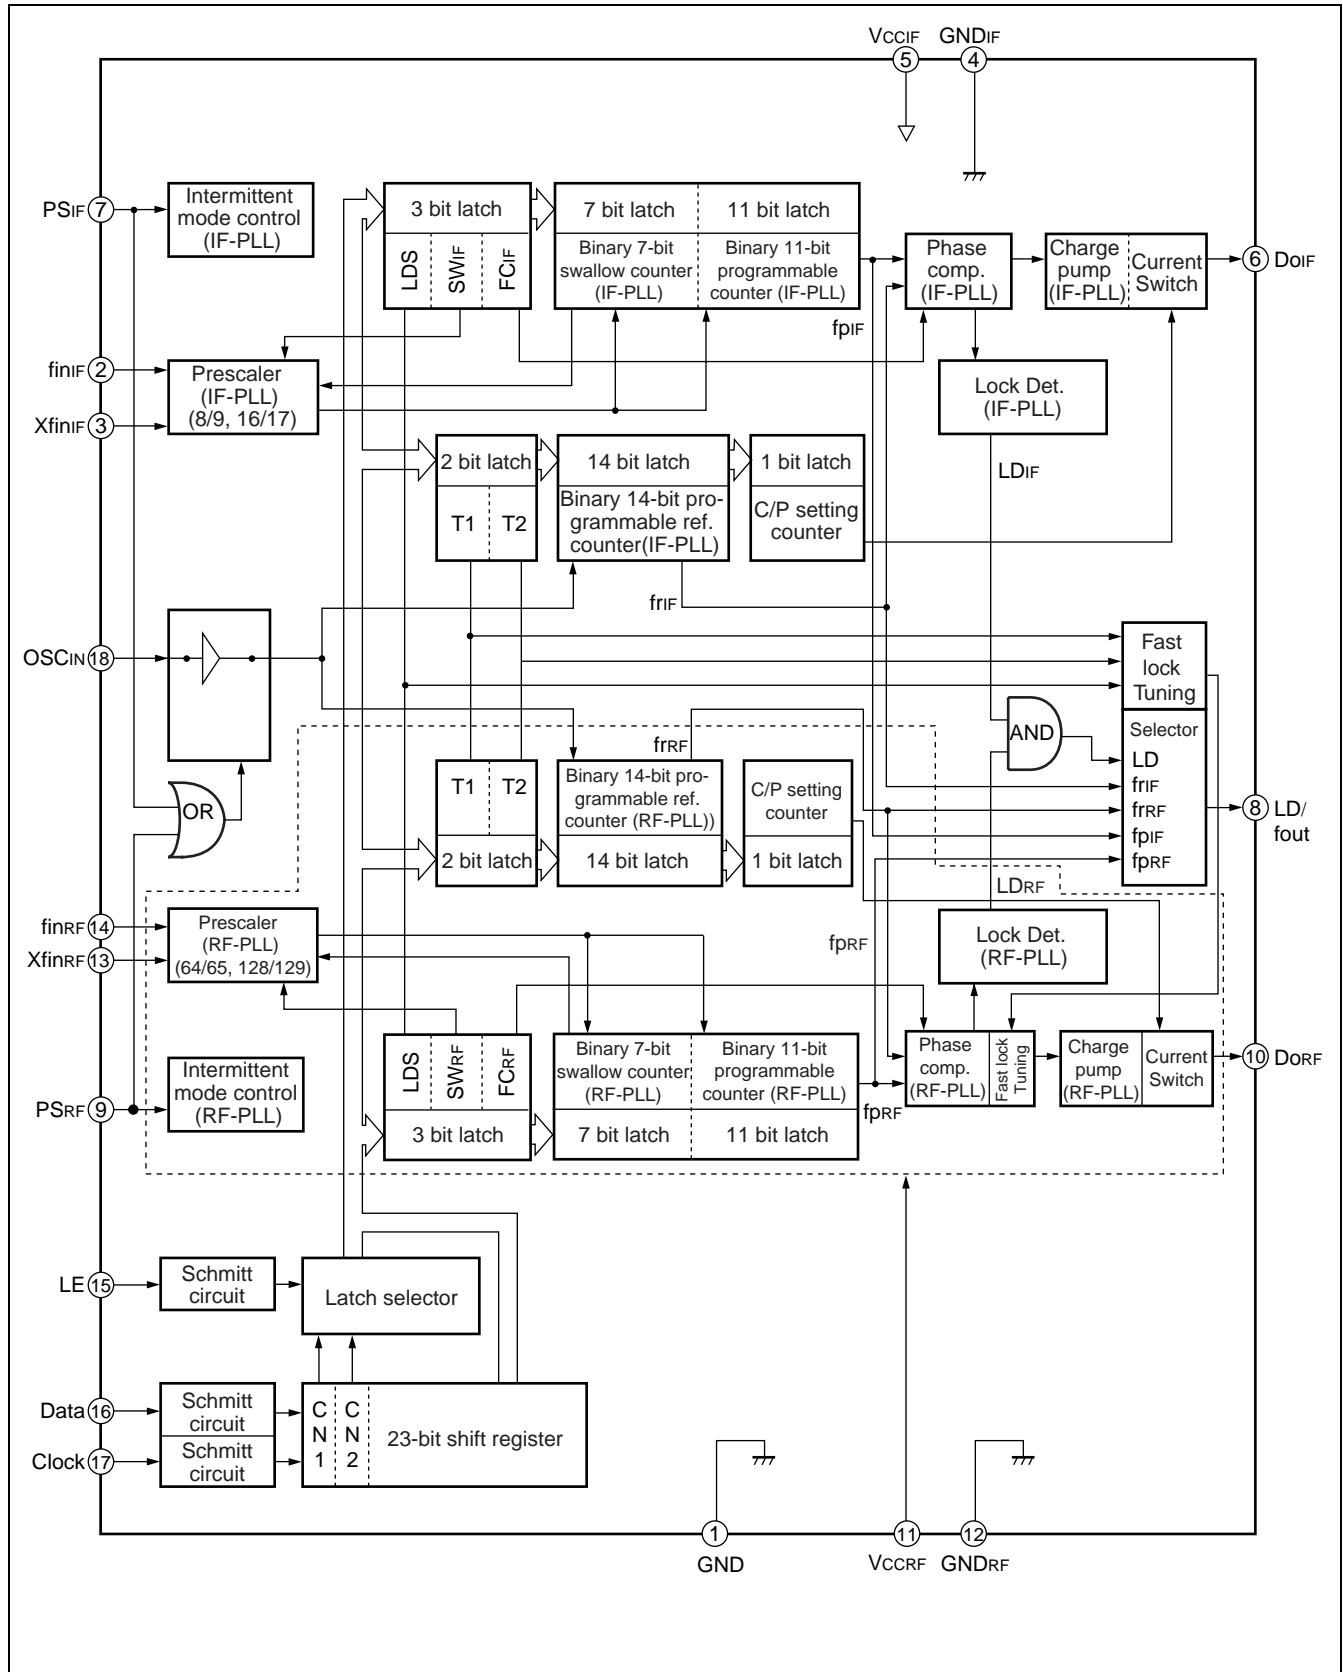 VCCIF GNDIF
5 4
PSIF 7
Intermittent
mode control
(IF-PLL)
3 bit latch
LDS
SWIF
FCIF
7 bit latch
11 bit latch
Binary 7-bit
swallow counter
(IF-PLL)
Binary 11-bit
programmable
counter (IF-PLL)
Phase
comp.
(IF-PLL)
Charge
pump
(IF-PLL)
Current
Switch
6 DoIF
fpIF
finIF 2
XfinIF 3
Prescaler
(IF-PLL)
(8/9, 16/17)
Lock Det.
(IF-PLL)
LDIF
2 bit latch
T1 T2
14 bit latch
Binary 14-bit pro-
grammable ref.
counter(IF-PLL)
1 bit latch
C/P setting
counter
frIF
OSCIN 18
Fast
lock
Tuning
AND
Selector
LD
frIF
frRF
fpIF
fpRF
8 LD/
fout
OR
frRF
T1 T2
2 bit latch
Binary 14-bit pro-
grammable ref.
counter (RF-PLL))
14 bit latch
C/P setting
counter
1 bit latch
LDRF
finRF 14
XfinRF 13
Prescaler
(RF-PLL)
(64/65, 128/129)
fpRF
Lock Det.
(RF-PLL)
LDS
SWRF
FCRF
3 bit latch
Binary 7-bit
swallow counter
(RF-PLL)
Binary 11-bit
programmable
counter (RF-PLL)
7 bit latch
11 bit latch
fpRF
Phase
comp.
(RF-PLL)
Fast lock
Tuning
Charge
pump
(RF-PLL)
Current
Switch
10 DoRF
PSRF 9
Intermittent
mode control
(RF-PLL)
LE 15
Schmitt
circuit
Latch selector
Data 16
Schmitt
circuit
Clock 17
Schmitt
circuit
C
N
1
C
N
2
23-bit shift register
1 11 12
GND VCCRF GNDRF